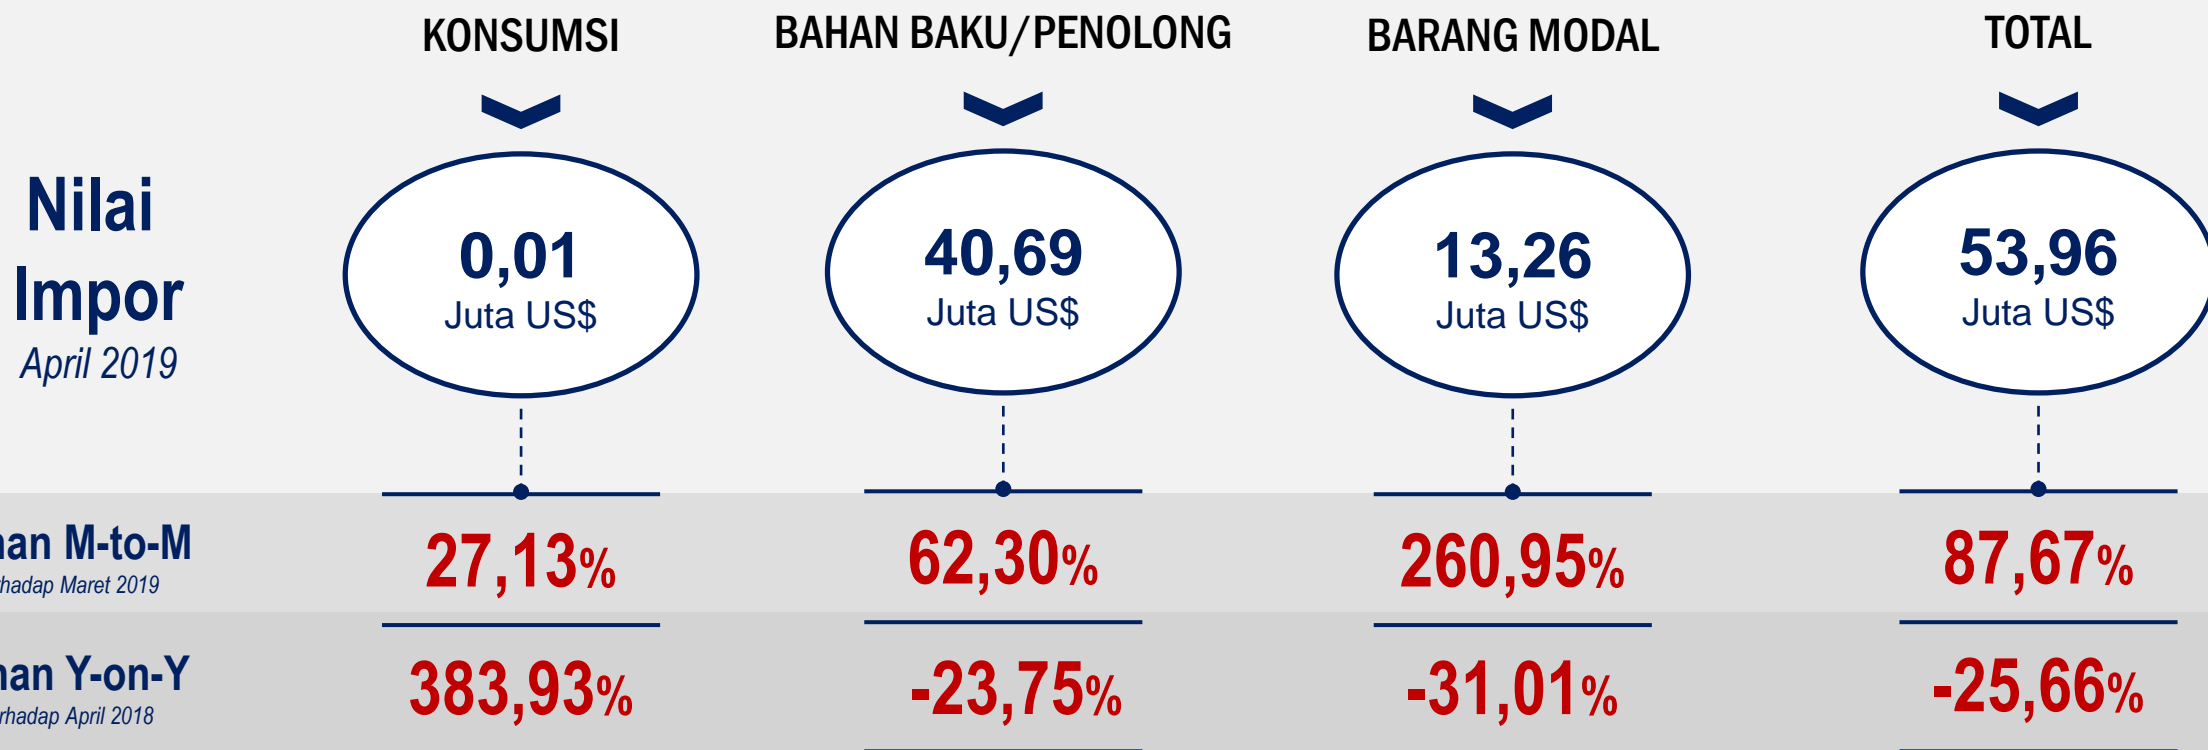 KONSUMSI
BAHAN BAKU/PENOLONG
BARANG MODAL
TOTAL
Nilai
Impor
April 2019
0,01
Juta US$
40,69
Juta US$
13,26
Juta US$
53,96
Juta US$
M-to-M
Maret 2019
27,13%
62,30%
260,95%
87,67%
Y-on-Y
April 2018
383,93%
-23,75%
-31,01%
-25,66%